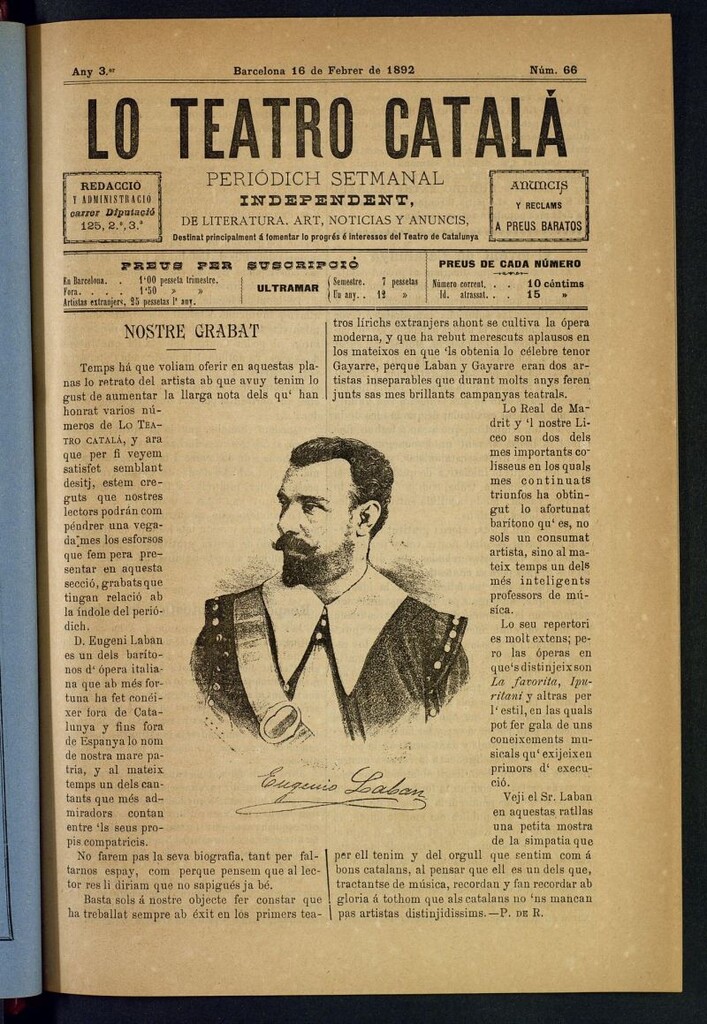 Any 3.er Barcelona 16 de Febrer de 1892 Núm. 66
LO TEATRO CATALÁ
REDACCIÓ
Y ADMINISTRACIO
carrer Diputació
125, 2.ª, 3.ª
PERIÓDICH SETMANAL
INDEPENDENT,
DE LITERATURA, ART, NOTICIAS Y ANUNCIS,
Destinat principalment á fomentar lo progrés é interessos del Teatro de Catalunya
ANUNCIS
Y RECLAMS
A PREUS BARATOS
PREUS PER SUSCRIPCIÓ
En Barcelona. . 1'00 pesseta trimestre.
Fora. . . . . 1'50 » »
Artistas extranjers, 25 pessetas l' any.
ULTRAMAR
Semestre. 7 pessetas
Un any. . 12 »
PREUS DE CADA NÚMERO
Número corrent. . . 10 céntims
Id. atrassat. . . 15 »
NOSTRE GRABAT
Temps há que voliam oferir en aquestas pla-
nas lo retrato del artista ab que avuy tenim lo
gust de aumentar la llarga nota dels qu' han
honrat varios nú-
meros de LO TEA-
TRO CATALÁ, y ara
que per fi veyem
satisfet semblant
desitj, estem cre-
guts que nostres
lectors podrán com-
péndrer una vega-
da mes los esforsos
que fem pera pre-
sentar en aquesta
secció, grabats que
tingan relació ab
la índole del perió-
dich.
D. Eugeni Laban
es un dels baríto-
nos d' ópera italia-
na que ab més for-
tuna ha fet conéi-
xer fora de Cata-
lunya y fins fora
de Espanya lo nom
de nostra mare pa-
tria, y al mateix
temps un dels can-
tants que més ad-
miradors contan
entre 'ls seus pro-
pis compatricis.
No farem pas la seva biografía, tant per fal-
tarnos espay, com perque pensem que al lec-
tor res li diriam que no sapigués ja bé.
Basta sols á nostre objecte fer constar que
ha treballat sempre ab éxit en los primers tea-
tros lírichs extranjers ahont se cultiva la ópera
moderna, y que ha rebut merescuts aplausos en
los mateixos en que 'ls obtenia lo célebre tenor
Gayarre, perque Laban y Gayarre eran dos ar-
tistas inseparables que durant molts anys feren
junts sas mes brillants campanyas teatrals.
Lo Real de Ma-
drit y 'l nostre Li-
ceo son dos dels
mes importants co-
lisseus en los quals
mes continuats
triunfos ha obtin-
gut lo afortunat
barítono qu' es, no
sols un consumat
artista, sino al ma-
teix temps un dels
més inteligents
professors de mú-
sica.
Lo seu repertori
es molt extens; pe-
ro las óperas en
que's distinjeix son
La favorita, Ipu-
ritani y altras per
l' estil, en las quals
pot fer gala de uns
coneixements mu-
sicals qu' exijeixen
primors d' execu-
ció.
Veji el Sr. Laban
en aquestas ratllas
una petita mostra
de la simpatia que
per ell tenim y del orgull que sentim com á
bons catalans, al pensar que ell es un dels que,
tractantse de música, recordan y fan recordar ab
gloria á tothom que als catalans no 'ns mancan
pas artistas distinjidíssims.—P. DE R.
Eugenio Laban